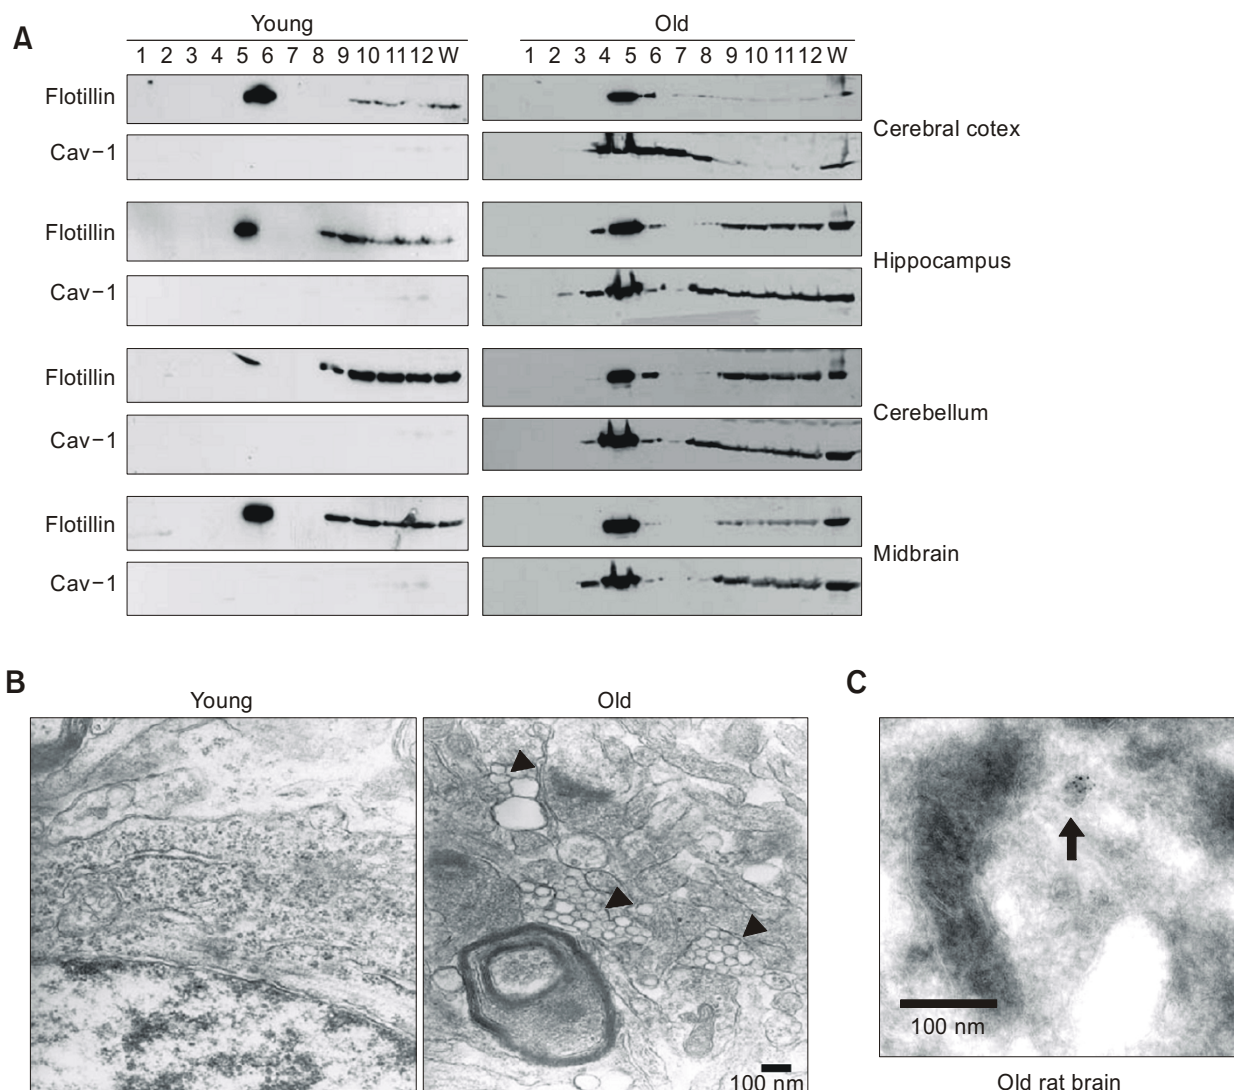 A
Young
Old
1 2 3 4 5 6 7 8 9 10 11 12 W
1 2 3 4 5 6 7 8 9 10 11 12 W
Flotillin
Cav−1
Cerebral cotex
Flotillin
Cav−1
Hippocampus
Flotillin
Cav−1
Cerebellum
Flotillin
Cav−1
Midbrain
B
Young
Old
100 nm
C
100 nm
Old rat brain